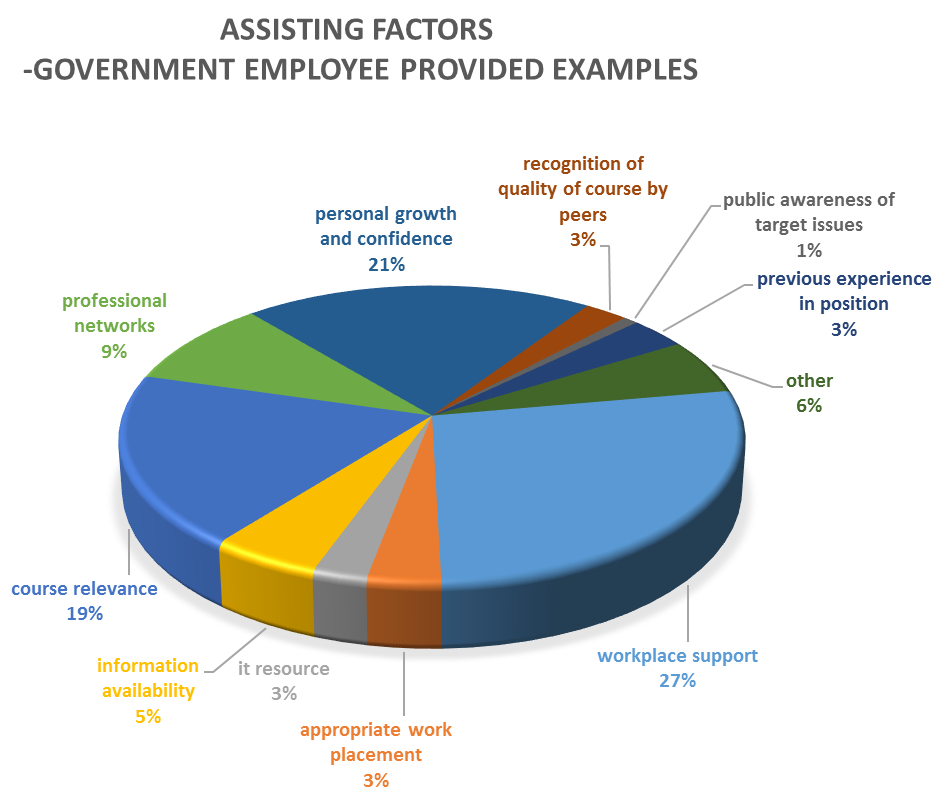 ASSISTING FACTORS
-GOVERNMENT EMPLOYEE PROVIDED EXAMPLES
recognition of
quality of course by
peers
3%
public awareness of
target issues
1%
personal growth
and confidence
21%
previous experience
in position
3%
professional
networks
9%
other
6%
course relevance
19%
workplace support
27%
information
availability
5%
it resource
3%
appropriate work
placement
3%